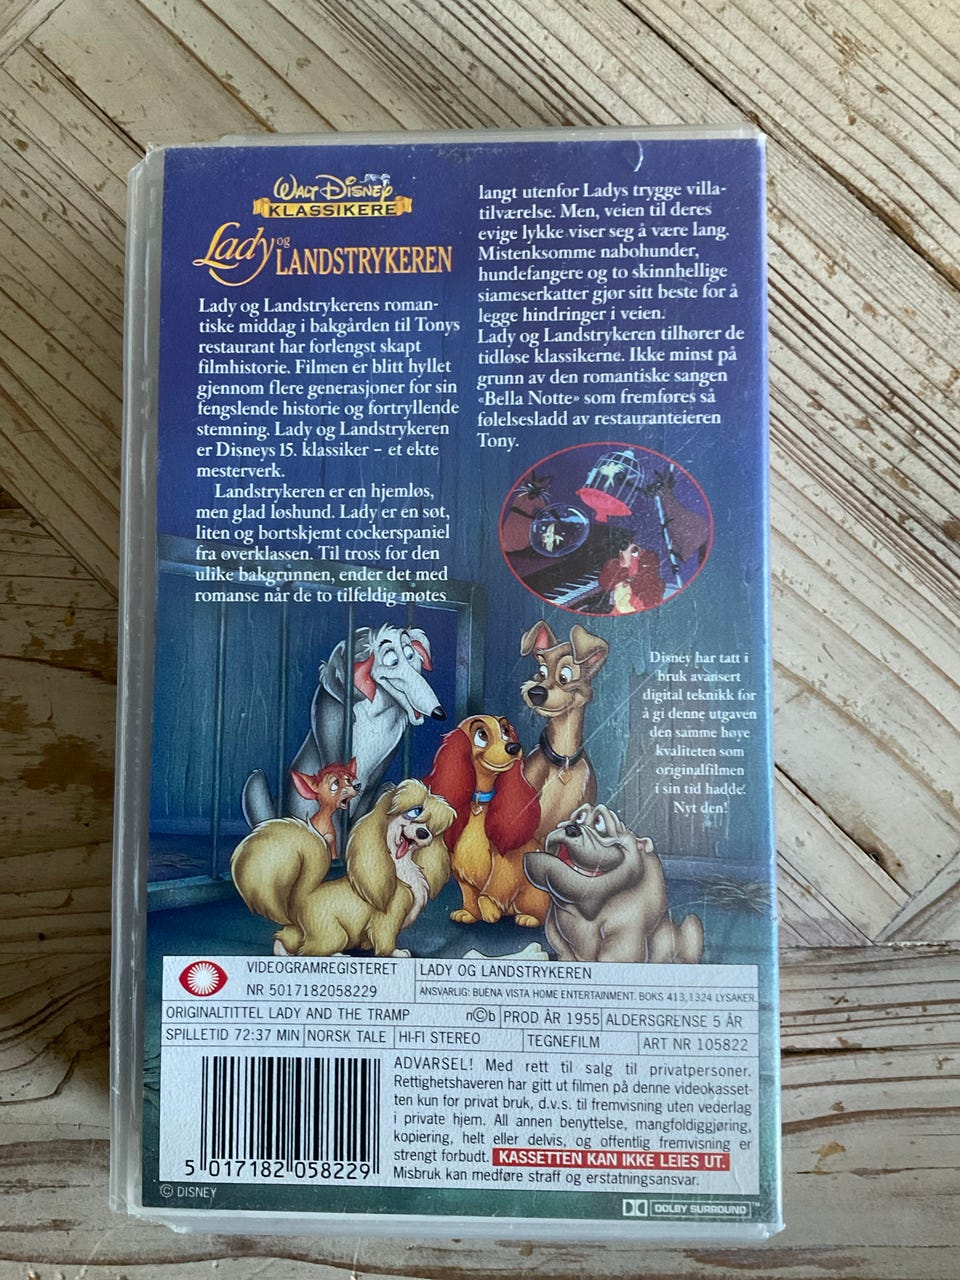 WALT DISNEY
KLASSIKERE
Lady og LANDSTRYKEREN
Lady og Landstrykerens roman-
tiske middag i bakgården til Tonys
restaurant har forlengst skapt
filmhistorie. Filmen er blitt hyllet
gjennom flere generasjoner for sin
fengslende historie og fortryllende
stemning. Lady og Landstrykeren
er Disneys 15. klassiker – et ekte
mesterverk.
Landstrykeren er en hjemløs,
men glad løshund. Lady er en søt,
liten og bortskjemt cockerspaniel
fra overklassen. Til tross for den
ulike bakgrunnen, ender det med
romanse når de to tilfeldig møtes
langt utenfor Ladys trygge villa-
tilværelse. Men, veien til deres
evige lykke viser seg å være lang.
Mistenksomme nabohunder,
hundefangere og to skinnhellige
siameserkatter gjør sitt beste for å
legge hindringer i veien.
Lady og Landstrykeren tilhører de
tidløse klassikerne. Ikke minst på
grunn av den romantiske sangen
«Bella Notte» som fremføres så
følelsesladd av restauranteieren
Tony.
Disney har tatt i
bruk avansert
digital teknikk for
å gi denne utgaven
den samme høye
kvaliteten som
originalfilmen
i sin tid hadde.
Nyt den!
VIDEOGRAMREGISTERET
NR 5017182058229
LADY OG LANDSTRYKEREN
ANSVARLIG: BUENA VISTA HOME ENTERTAINMENT. BOKS 413, 1324 LYSAKER.
ORIGINALTITTEL LADY AND THE TRAMP n©b PROD ÅR 1955 ALDERSGRENSE 5 ÅR
SPILLETID 72:37 MIN NORSK TALE HI-FI STEREO TEGNEFILM ART NR 105822
ADVARSEL! Med rett til salg til privatpersoner.
Rettighetshaveren har gitt ut filmen på denne videokasset-
ten kun for privat bruk, d.v.s. til fremvisning uten vederlag
i private hjem. All annen benyttelse, mangfoldiggjøring,
kopiering, helt eller delvis, og offentlig fremvisning er
strengt forbudt. KASSETTEN KAN IKKE LEIES UT.
Misbruk kan medføre straff og erstatningsansvar.
5 017182 058229
© DISNEY
DOLBY SURROUND